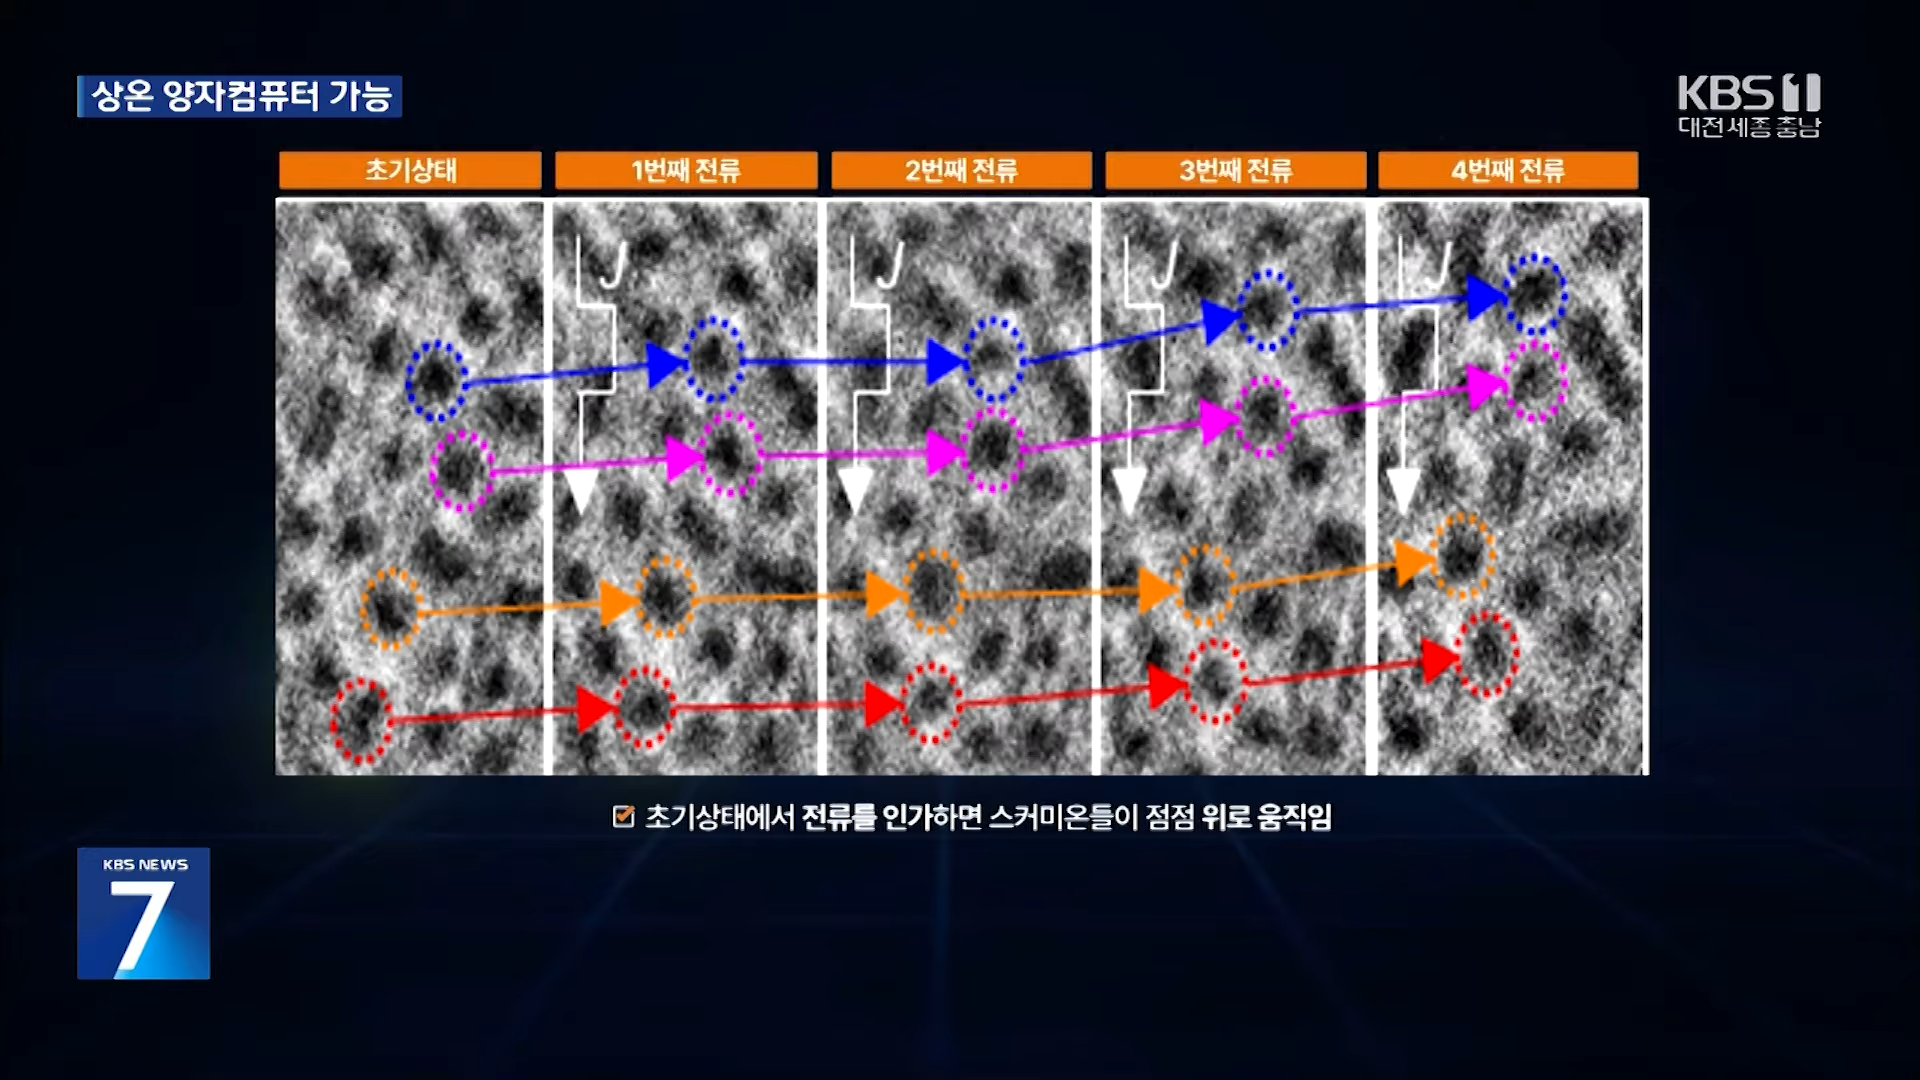 상온 양자컴퓨터 가능
KBS 1
대전 세종 충남
초기상태
1번째 전류
2번째 전류
3번째 전류
4번째 전류
J
J
J
J
초기상태에서 전류를 인가하면 스커미온들이 점점 위로 움직임
KBS NEWS
7